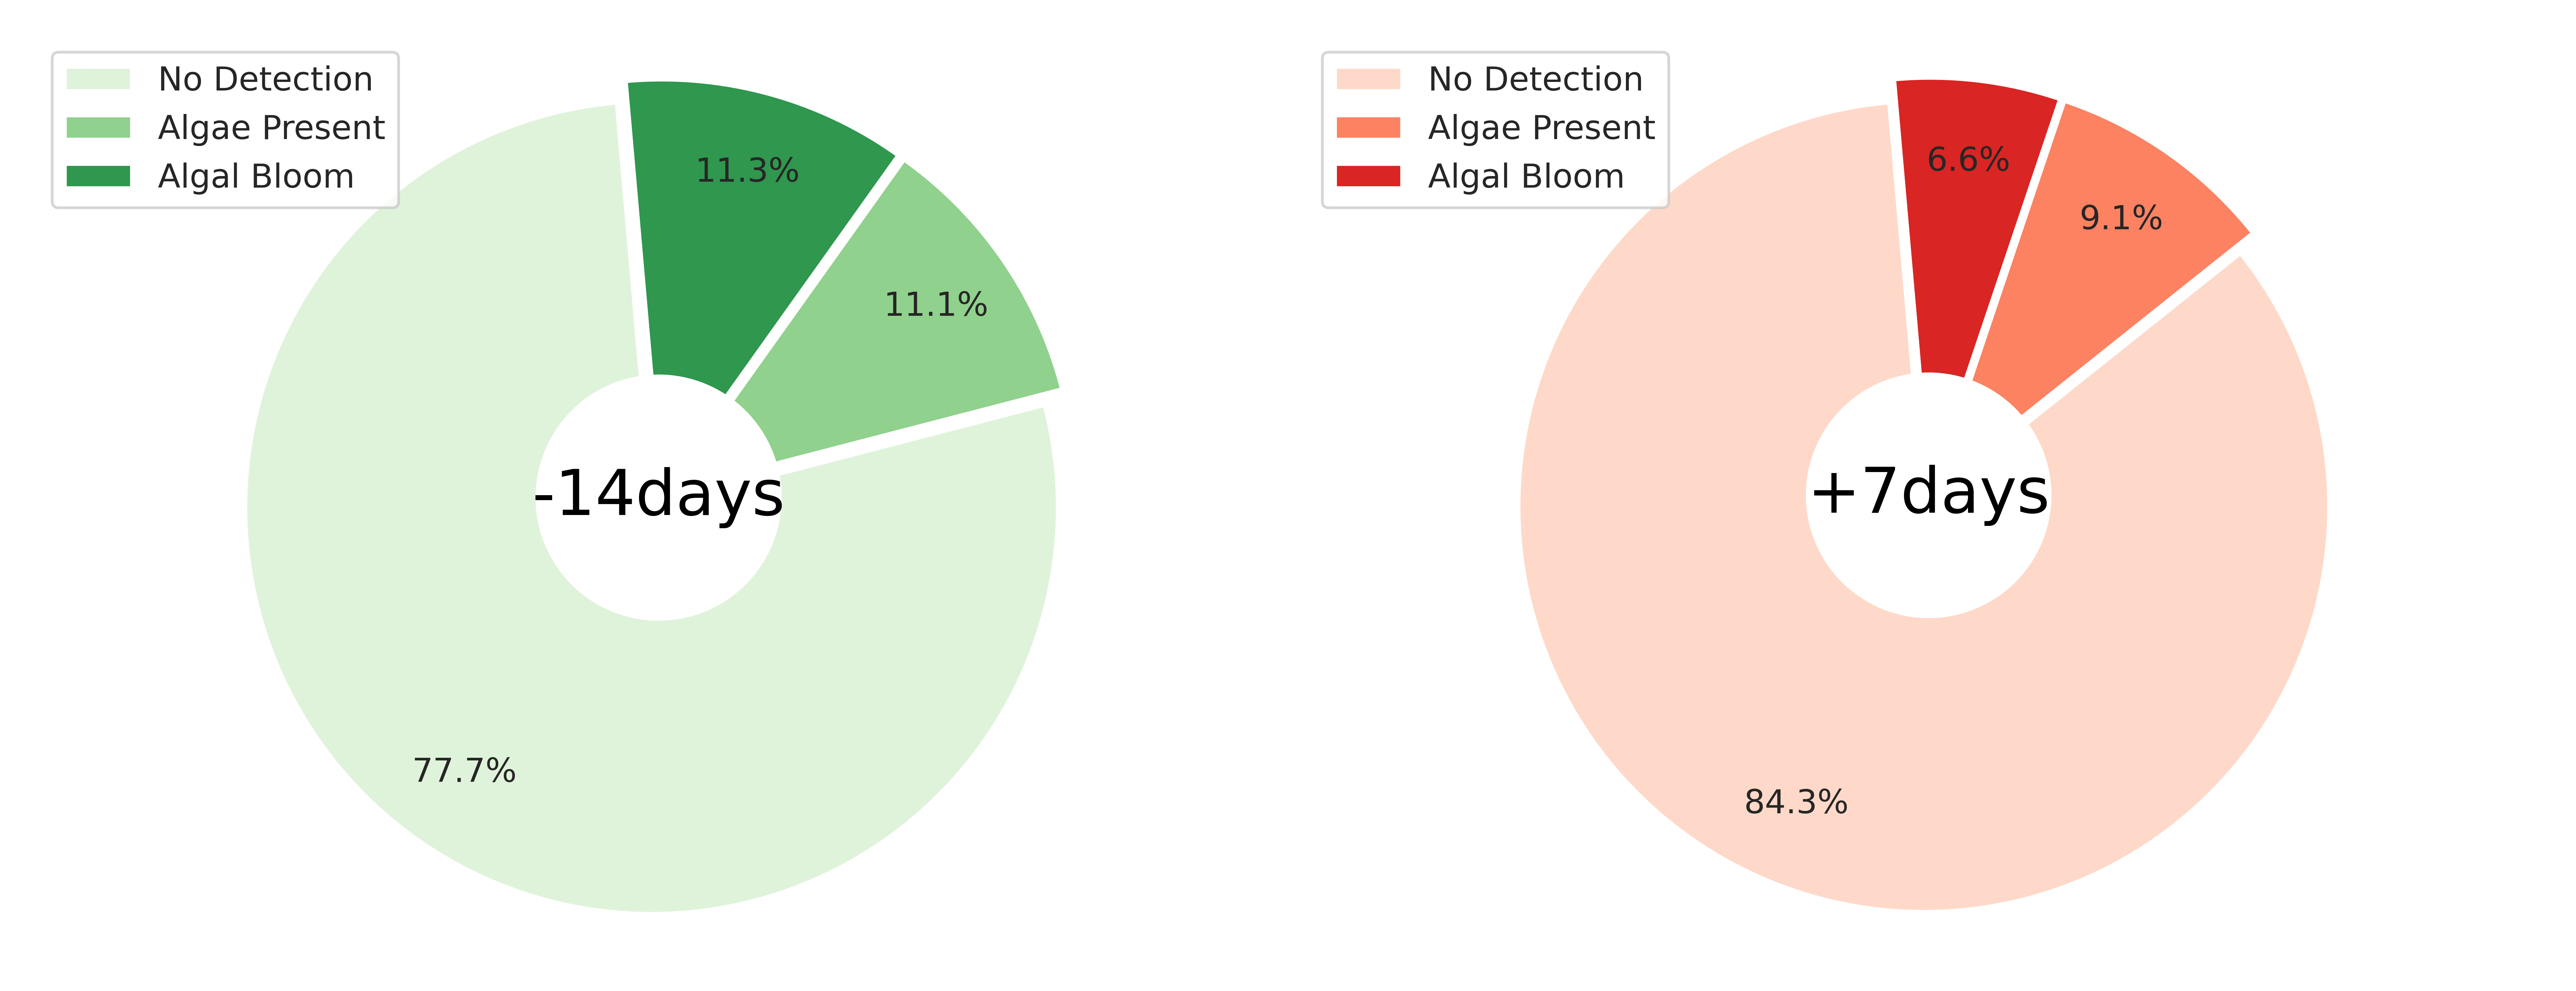 No Detection
Algae Present
Algal Bloom
11.3%
11.1%
-14days
77.7%
No Detection
Algae Present
Algal Bloom
6.6%
9.1%
+7days
84.3%